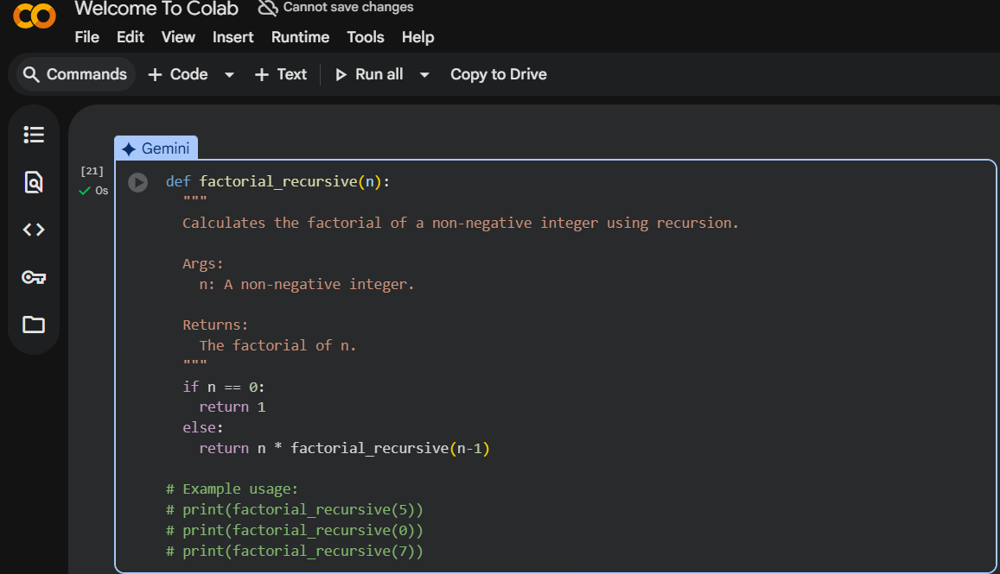 Welcome To Colab Cannot save changes
File Edit View Insert Runtime Tools Help
Commands + Code + Text Run all Copy to Drive
Gemini
[21]
0s
def factorial_recursive(n):
"""
Calculates the factorial of a non-negative integer using recursion.
Args:
n: A non-negative integer.
Returns:
The factorial of n.
"""
if n == 0:
return 1
else:
return n * factorial_recursive(n-1)
# Example usage:
# print(factorial_recursive(5))
# print(factorial_recursive(0))
# print(factorial_recursive(7))